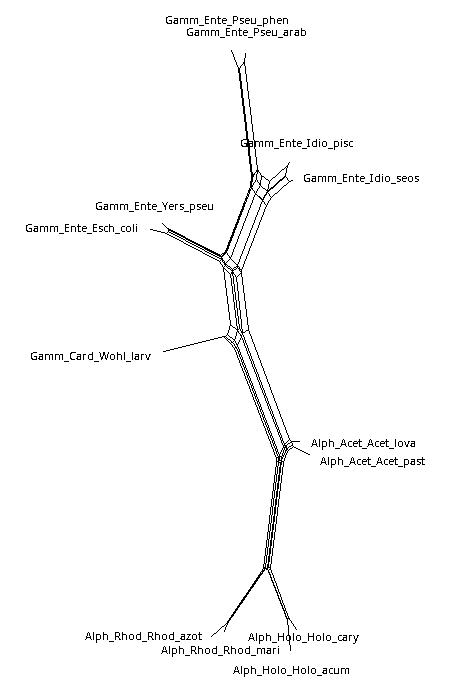 Gamm_Ente_Pseu_phen
Gamm_Ente_Pseu_arab
Gamm_Ente_Idio_pisc
Gamm_Ente_Idio_seos
Gamm_Ente_Yers_pseu
Gamm_Ente_Esch_coli
Gamm_Card_Wohl_larv
Alph_Acet_Acet_lova
Alph_Acet_Acet_past
Alph_Rhod_Rhod_azot
Alph_Holo_Holo_cary
Alph_Rhod_Rhod_mari
Alph_Holo_Holo_acum